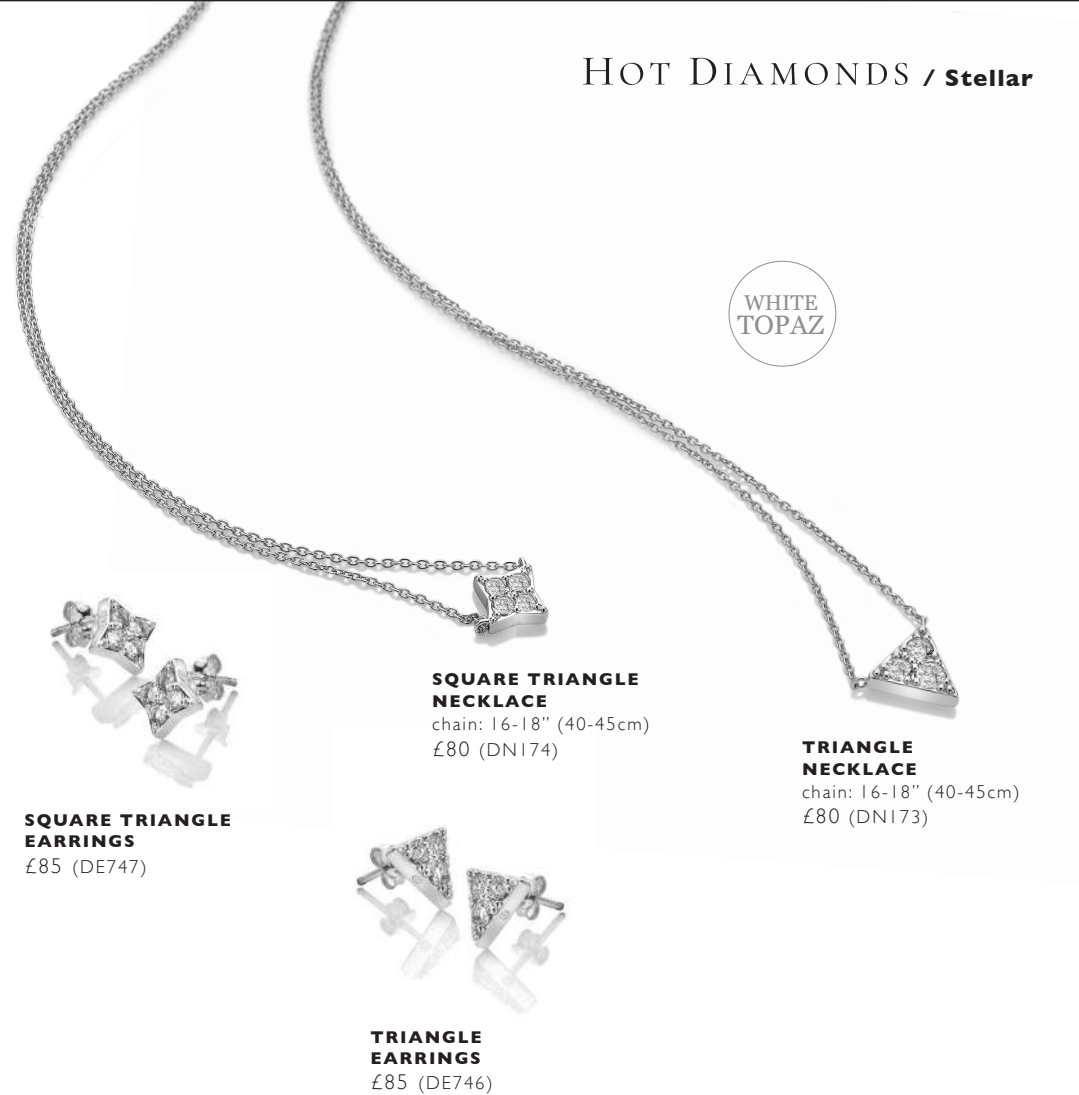 HOT DIAMONDS / Stellar
WHITE
TOPAZ
SQUARE TRIANGLE
NECKLACE
chain: 16-18” (40-45cm)
£80 (DN174)
TRIANGLE
NECKLACE
chain: 16-18” (40-45cm)
£80 (DN173)
SQUARE TRIANGLE
EARRINGS
£85 (DE747)
TRIANGLE
EARRINGS
£85 (DE746)